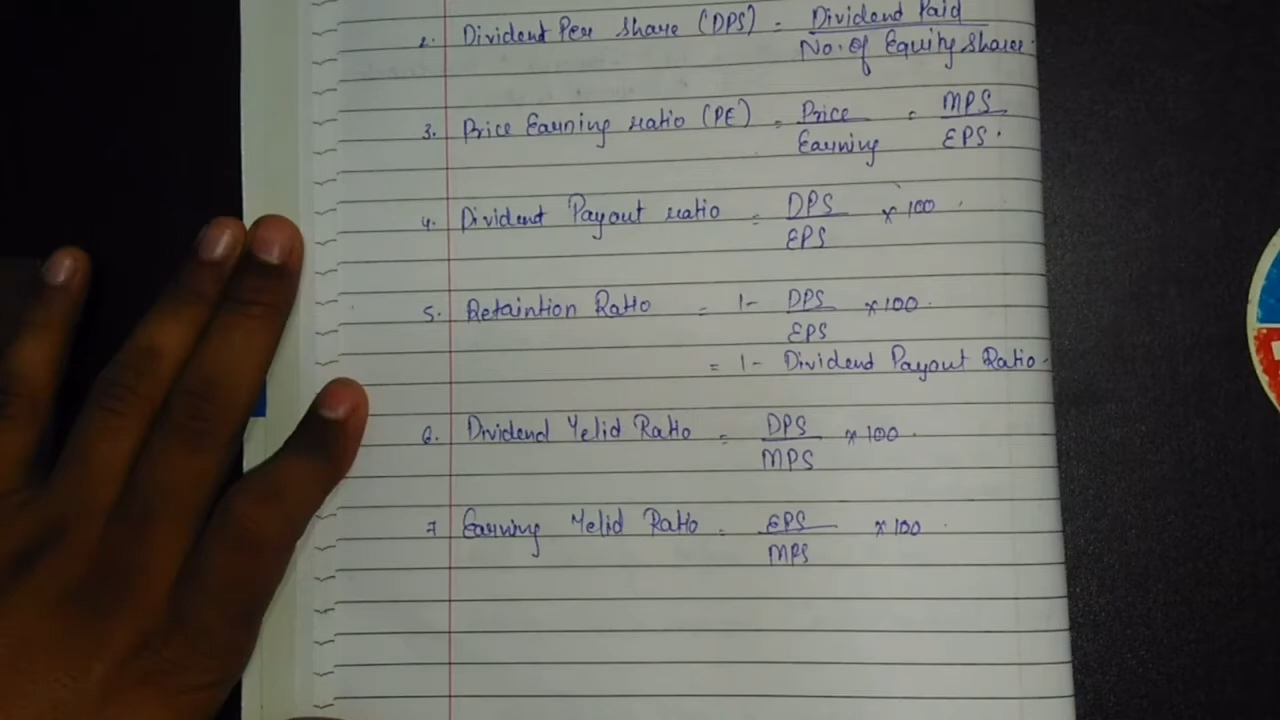 2. Divident Per Share (DPS) = Dividend Paid
No. of Equity Shares.
3. Price Earning ratio (PE) = Price = MPS
Earning EPS.
4. Divident Payout ratio = DPS × 100.
EPS
5. Retaintion Ratio = 1- DPS ×100.
EPS
= 1- Dividend Payout Ratio.
6. Dividend Yelid Ratio = DPS ×100.
MPS
7 Earning Yelid Ratio = EPS ×100.
MPS